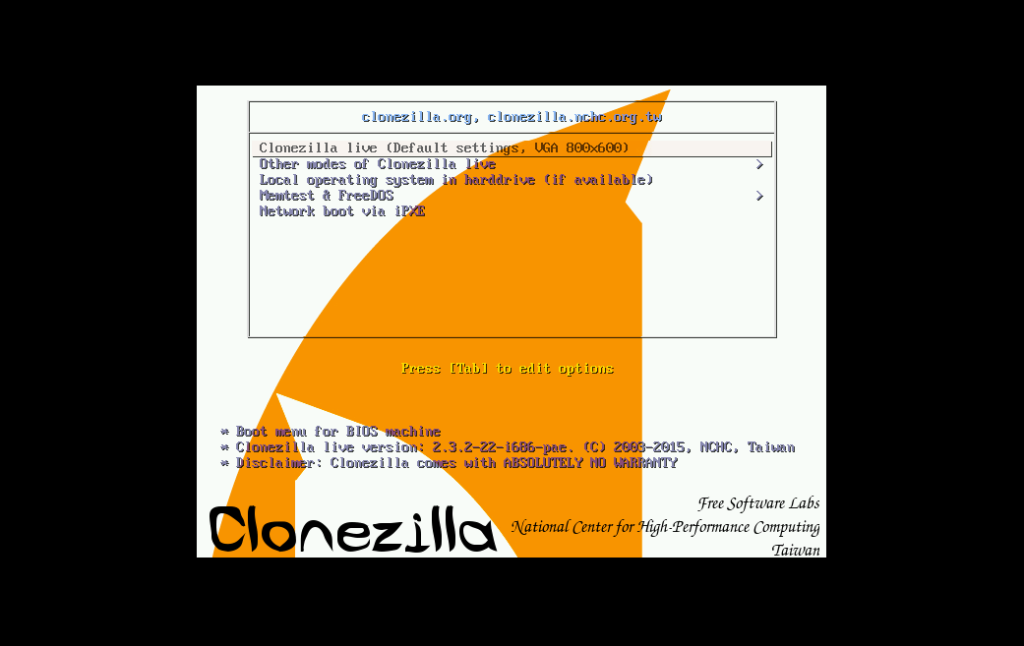 clonezilla.org, clonezilla.nchc.org.tw
Clonezilla live (Default settings, VGA 800x600)
Other modes of Clonezilla live >
Local operating system in harddrive (if available)
Memtest & FreeDOS >
Network boot via iPXE
Press [Tab] to edit options
* Boot menu for BIOS machine
* Clonezilla live version: 2.3.2-22-i686-pae. (C) 2003-2015, NCHC, Taiwan
* Disclaimer: Clonezilla comes with ABSOLUTELY NO WARRANTY
Clonezilla
Free Software Labs
National Center for High-Performance Computing
Taiwan